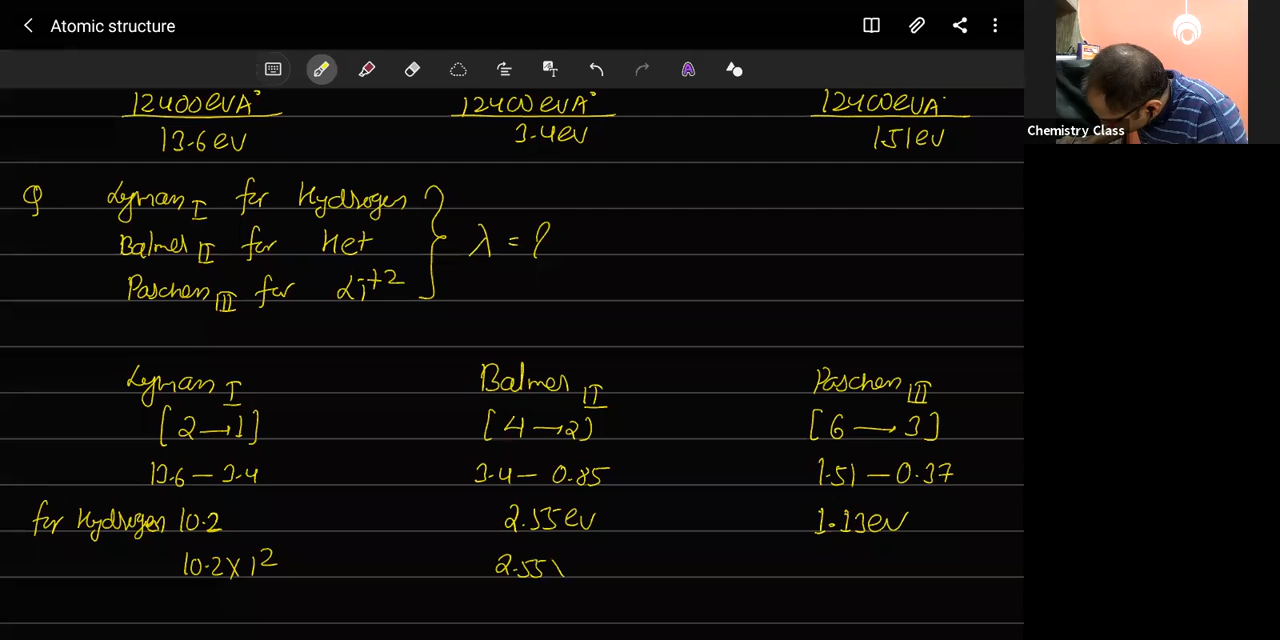 Atomic structure
Chemistry Class
12400eVA° 12400eVA° 12400eVA°
13.6ev 3.4ev 1.51ev
Q Lyman I for Hydrogen
Balmer II for Het
Paschen III for Li+2
λ = ?
Lyman I Balmer II Paschen III
[2→1] [4→2] [6→3]
13.6 — 3.4 3.4 — 0.85 1.51 — 0.37
for Hydrogen 10.2 2.55ev 1.13ev
10.2 x 1² 2.55